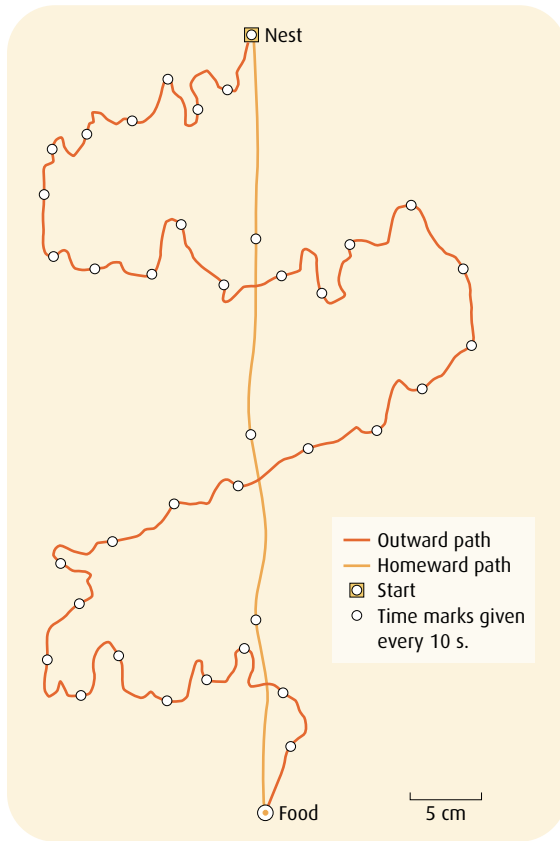 Nest
Outward path
Homeward path
Start
Time marks given
every 10 s.
5 cm
Food